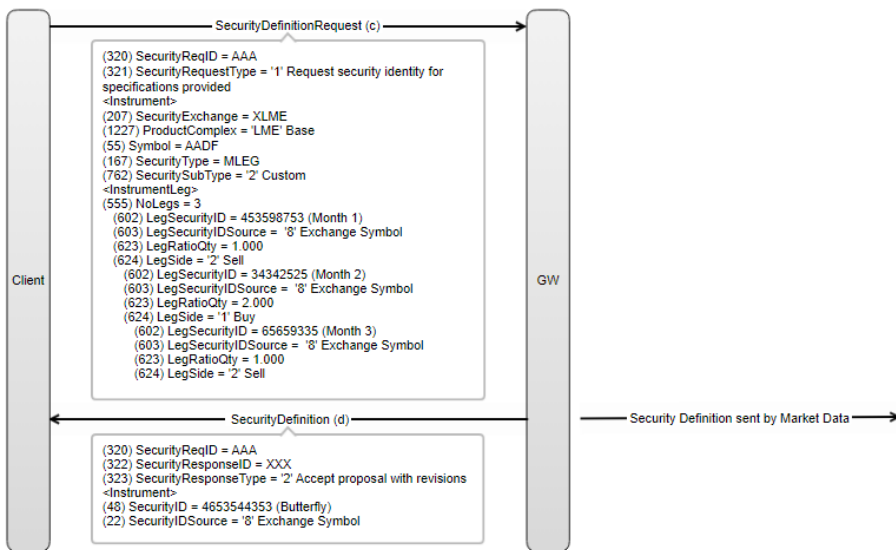 SecurityDefinitionRequest (c)
(320) SecurityReqID = AAA
(321) SecurityRequestType = '1' Request security identity for
specifications provided
<Instrument>
(207) SecurityExchange = XLME
(1227) ProductComplex = 'LME' Base
(55) Symbol = AADF
(167) SecurityType = MLEG
(762) SecuritySubType = '2' Custom
<InstrumentLeg>
(555) NoLegs = 3
(602) LegSecurityID = 453598753 (Month 1)
(603) LegSecurityIDSource = '8' Exchange Symbol
(623) LegRatioQty = 1.000
(624) LegSide = '2' Sell
(602) LegSecurityID = 34342525 (Month 2)
(603) LegSecurityIDSource = '8' Exchange Symbol
(623) LegRatioQty = 2.000
(624) LegSide = '1' Buy
(602) LegSecurityID = 65659335 (Month 3)
(603) LegSecurityIDSource = '8' Exchange Symbol
(623) LegRatioQty = 1.000
(624) LegSide = '2' Sell
Client
GW
SecurityDefinition (d)
Security Definition sent by Market Data
(320) SecurityReqID = AAA
(322) SecurityResponseID = XXX
(323) SecurityResponseType = '2' Accept proposal with revisions
<Instrument>
(48) SecurityID = 4653544353 (Butterfly)
(22) SecurityIDSource = '8' Exchange Symbol